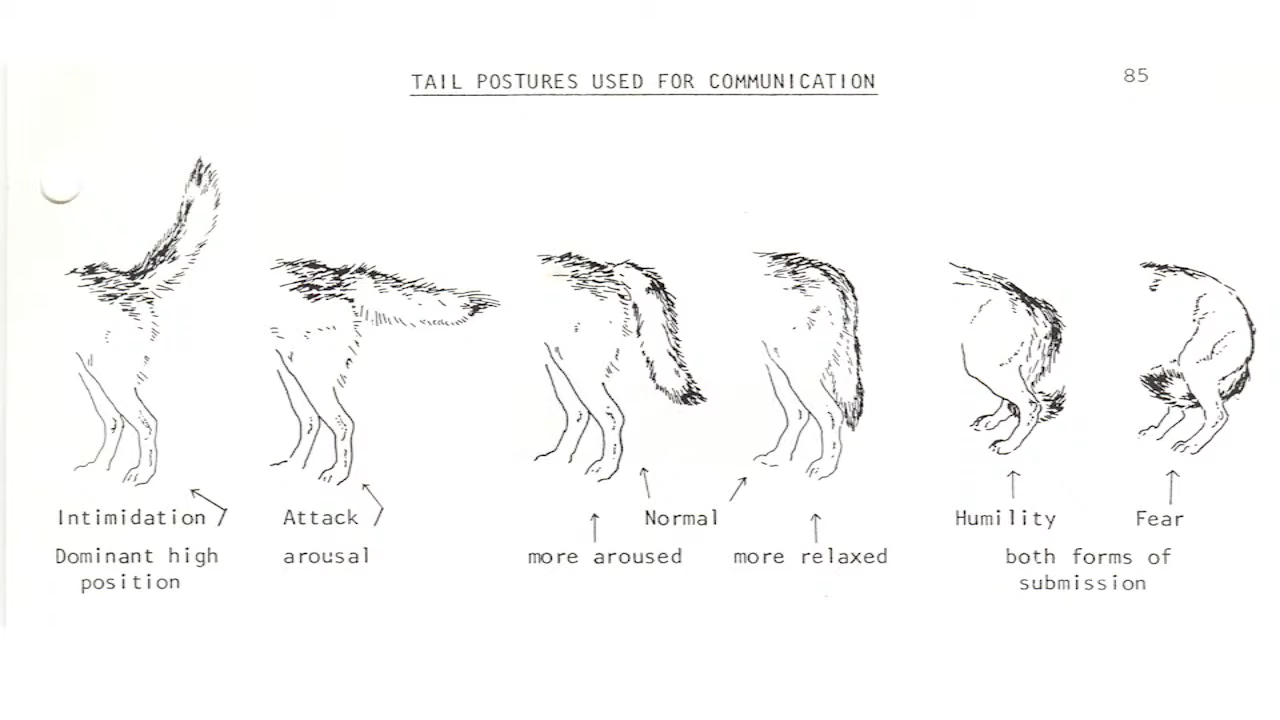 TAIL POSTURES USED FOR COMMUNICATION
85
Intimidation
Attack
Normal
Humility
Fear
Dominant high
position
arousal
more aroused
more relaxed
both forms of
submission